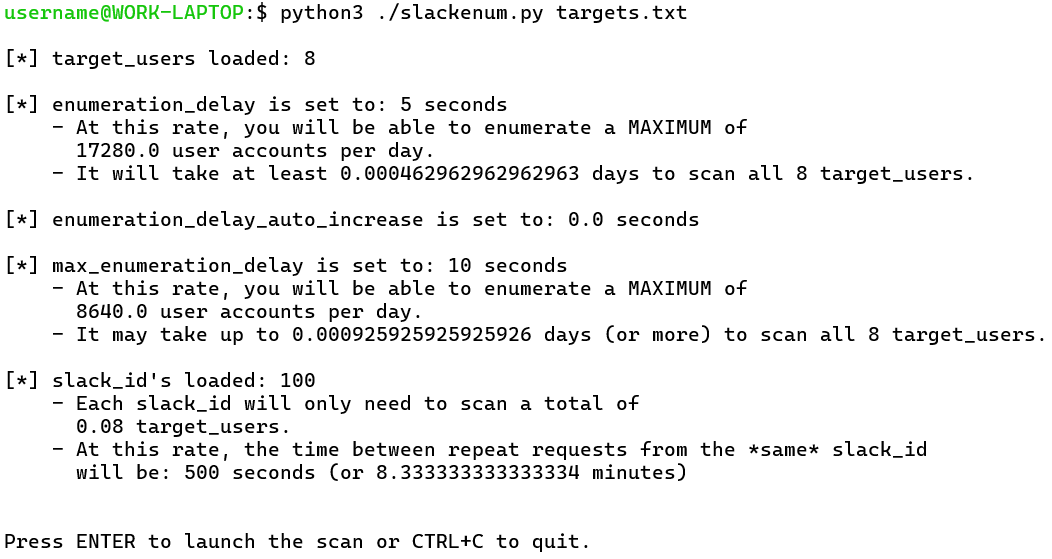 username@WORK-LAPTOP:$ python3 ./slackenum.py targets.txt
[*] target_users loaded: 8
[*] enumeration_delay is set to: 5 seconds
- At this rate, you will be able to enumerate a MAXIMUM of
17280.0 user accounts per day.
- It will take at least 0.000462962962962963 days to scan all 8 target_users.
[*] enumeration_delay_auto_increase is set to: 0.0 seconds
[*] max_enumeration_delay is set to: 10 seconds
- At this rate, you will be able to enumerate a MAXIMUM of
8640.0 user accounts per day.
- It may take up to 0.000925925925925926 days (or more) to scan all 8 target_users.
[*] slack_id's loaded: 100
- Each slack_id will only need to scan a total of
0.08 target_users.
- At this rate, the time between repeat requests from the *same* slack_id
will be: 500 seconds (or 8.333333333333334 minutes)
Press ENTER to launch the scan or CTRL+C to quit.